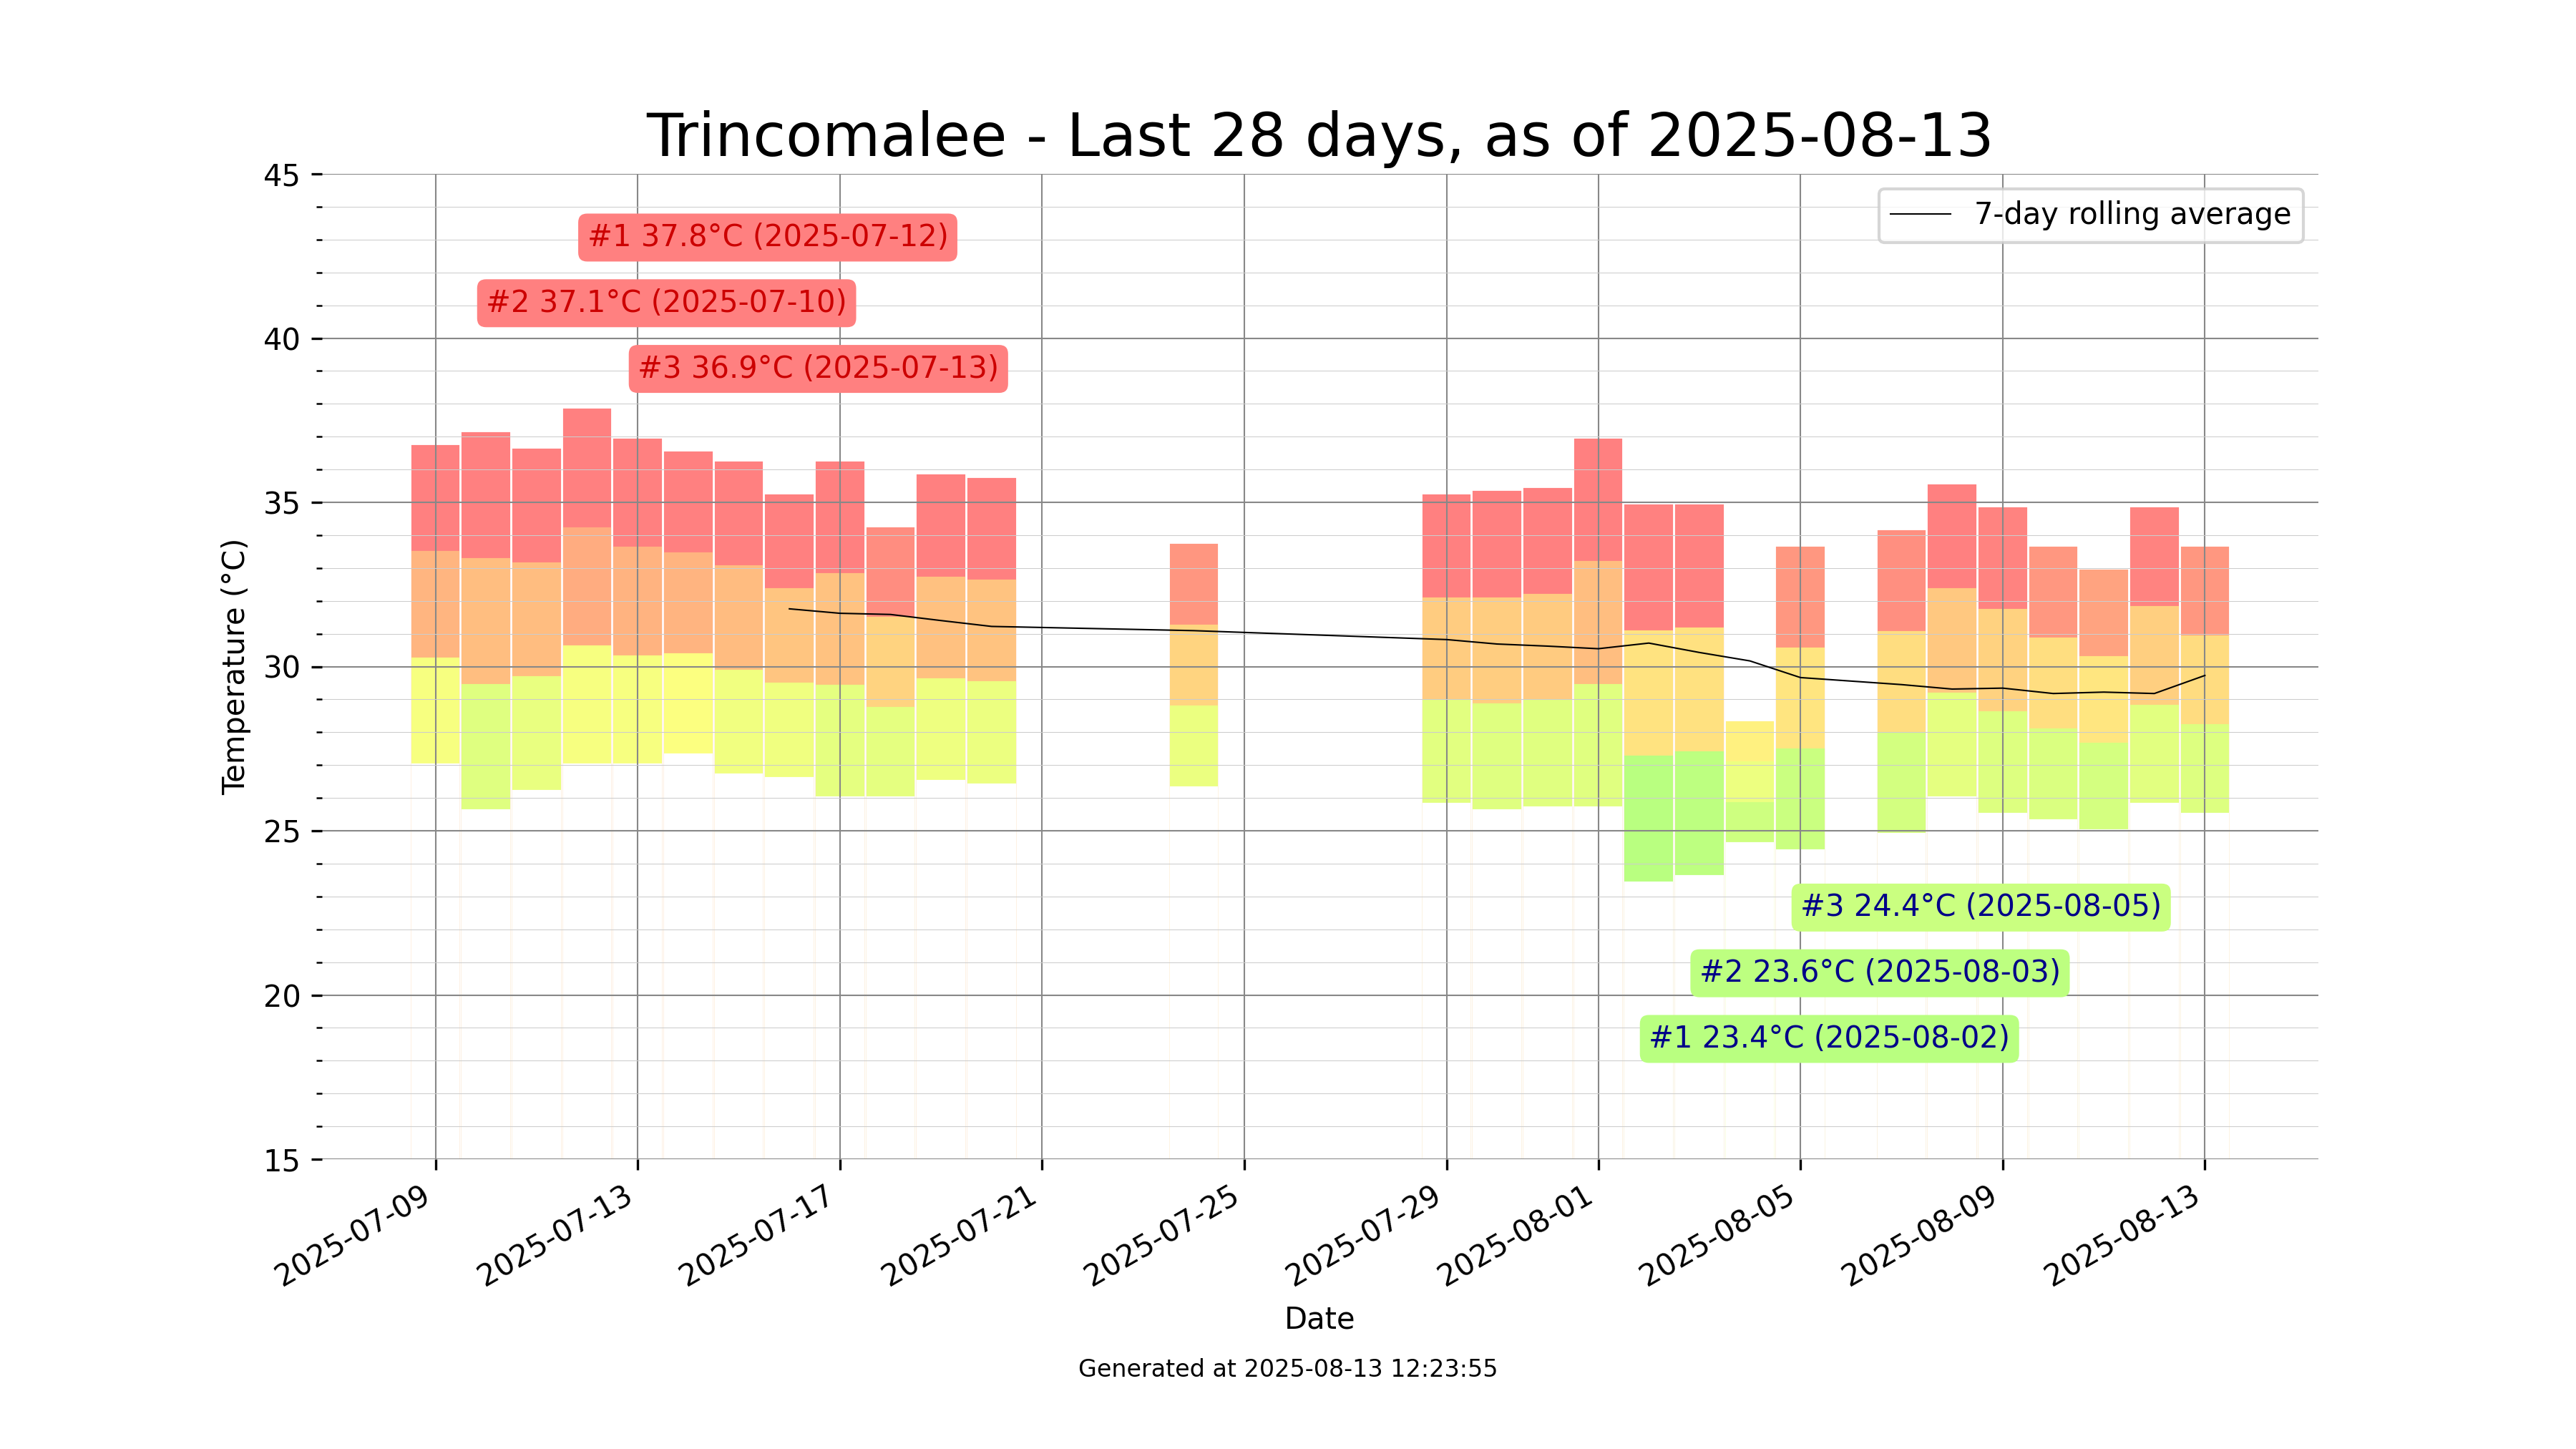 Trincomalee - Last 28 days, as of 2025-08-13
45
40
35
30
25
20
15
Temperature (°C)
7-day rolling average
#1 37.8°C (2025-07-12)
#2 37.1°C (2025-07-10)
#3 36.9°C (2025-07-13)
#3 24.4°C (2025-08-05)
#2 23.6°C (2025-08-03)
#1 23.4°C (2025-08-02)
2025-07-09
2025-07-13
2025-07-17
2025-07-21
2025-07-25
2025-07-29
2025-08-01
2025-08-05
2025-08-09
2025-08-13
Date
Generated at 2025-08-13 12:23:55